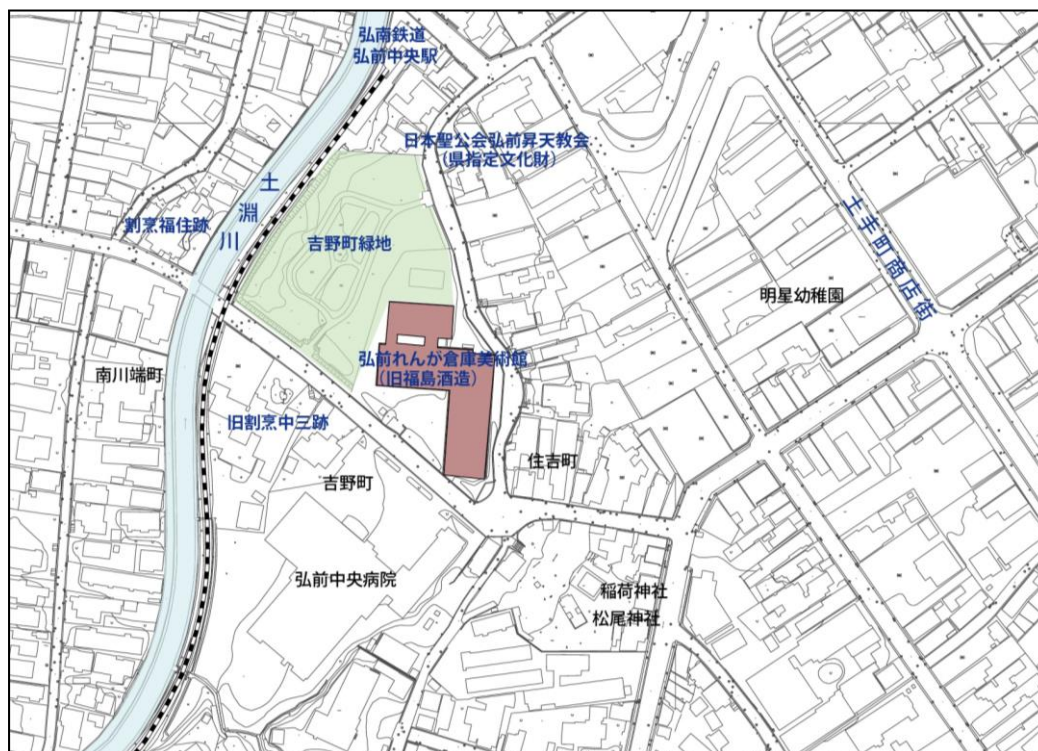 弘南鉄道
弘前中央駅
日本聖公会弘前昇天教会
(県指定文化財)
土淵川
割烹福住跡
吉野町緑地
土手町商店街
明星幼稚園
弘前れんが倉庫美術館
(旧福島酒造)
南川端町
旧割烹中三跡
住吉町
吉野町
弘前中央病院
稲荷神社
松尾神社